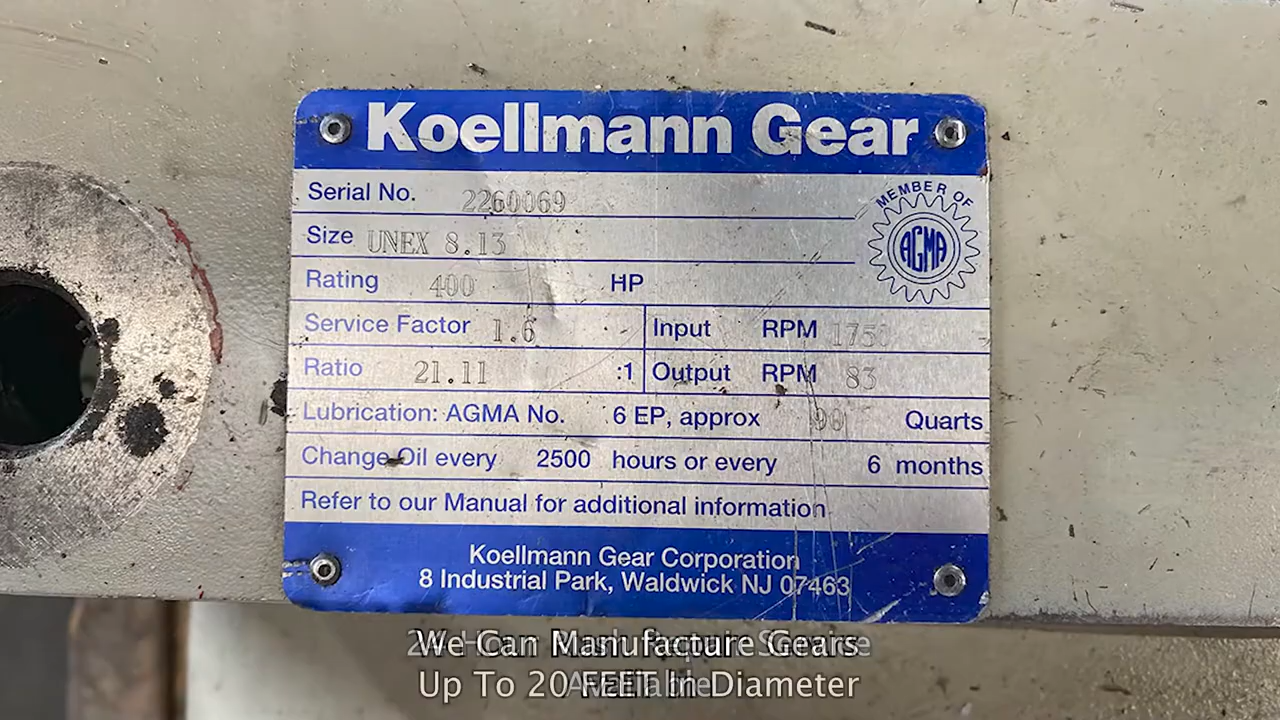 Koellmann Gear
Serial No. 2260069
MEMBER OF
AGMA
Size UNEX 8.13
Rating 400 HP
Service Factor 1.6 Input RPM 1750
Ratio 21.11 :1 Output RPM 83
Lubrication: AGMA No. 6 EP, approx 90 Quarts
Change Oil every 2500 hours or every 6 months
Refer to our Manual for additional information
Koellmann Gear Corporation
8 Industrial Park, Waldwick NJ 07463
We Can Manufacture Gears
Up To 20 FEET In Diameter